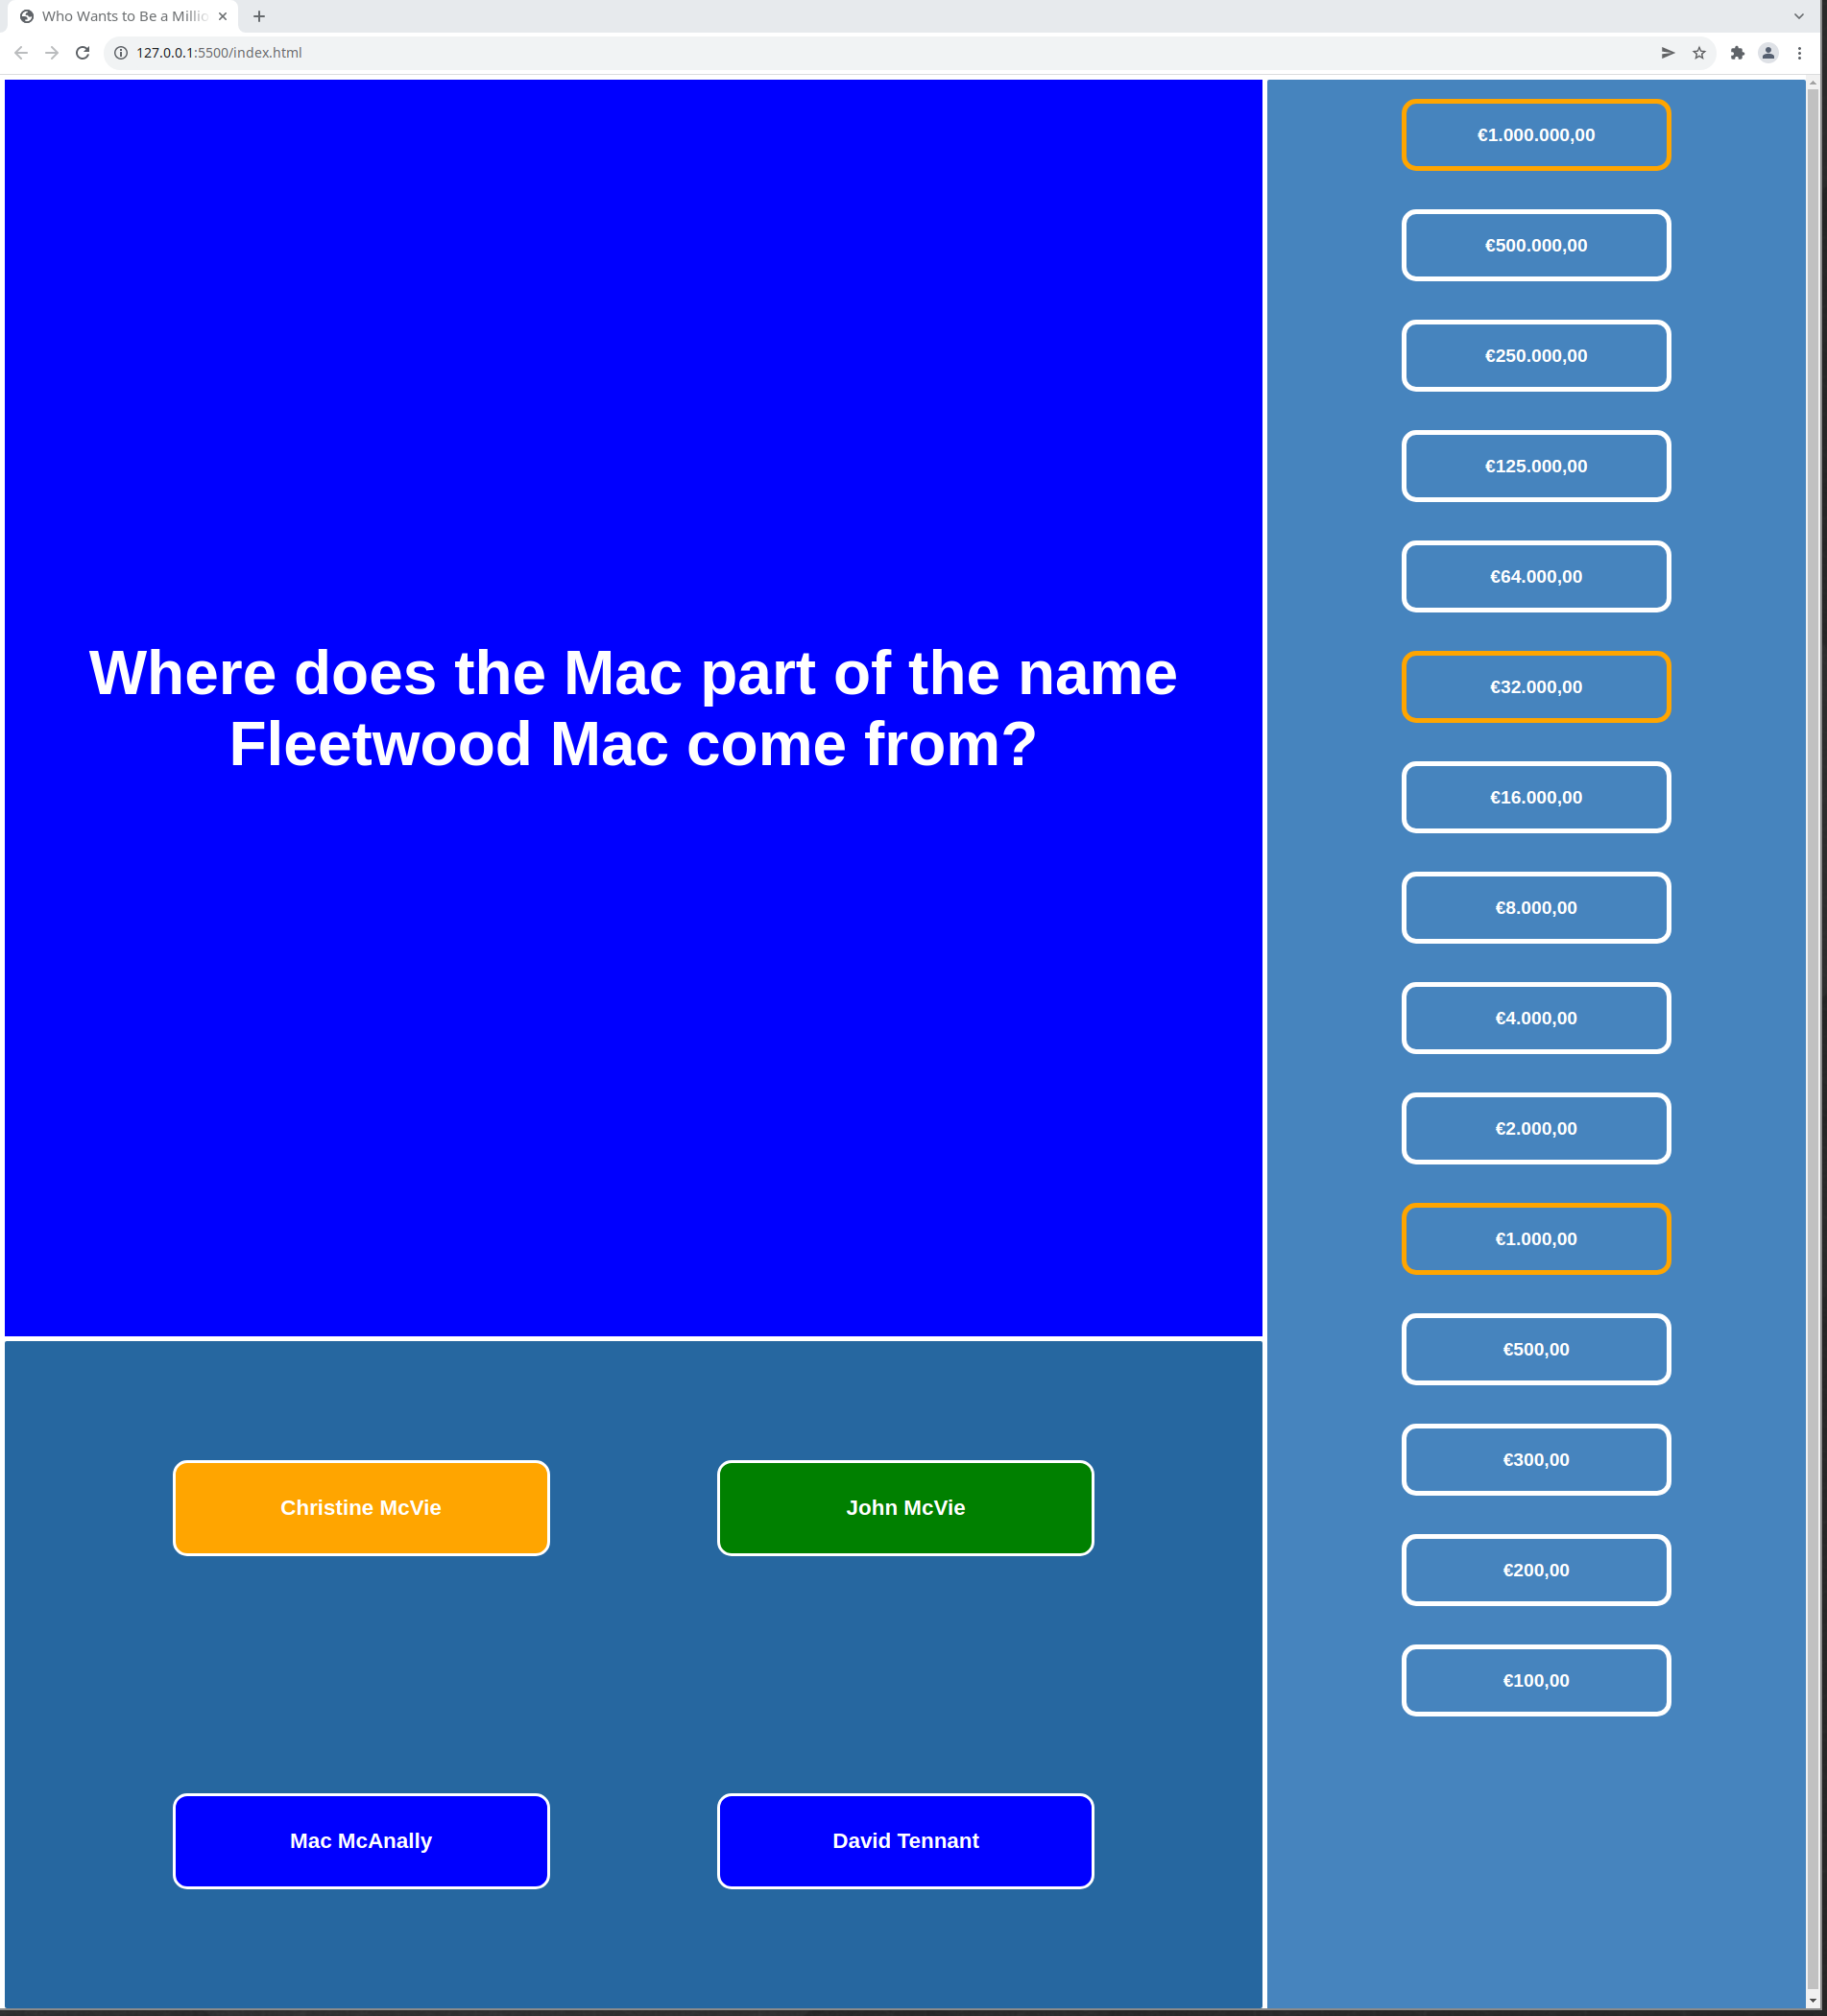 Who Wants to Be a Millio
127.0.0.1:5500/index.html
Where does the Mac part of the name
Fleetwood Mac come from?
Christine McVie
John McVie
Mac McAnally
David Tennant
€1.000.000,00
€500.000,00
€250.000,00
€125.000,00
€64.000,00
€32.000,00
€16.000,00
€8.000,00
€4.000,00
€2.000,00
€1.000,00
€500,00
€300,00
€200,00
€100,00